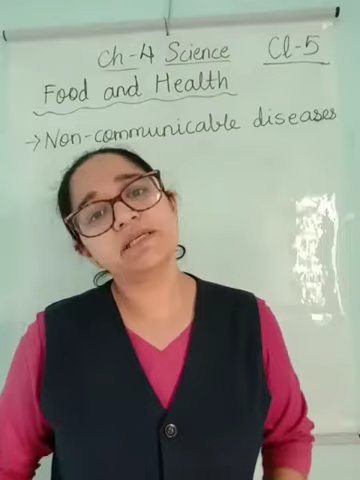 Ch-4 Science Cl-5
Food and Health
→Non-communicable diseases